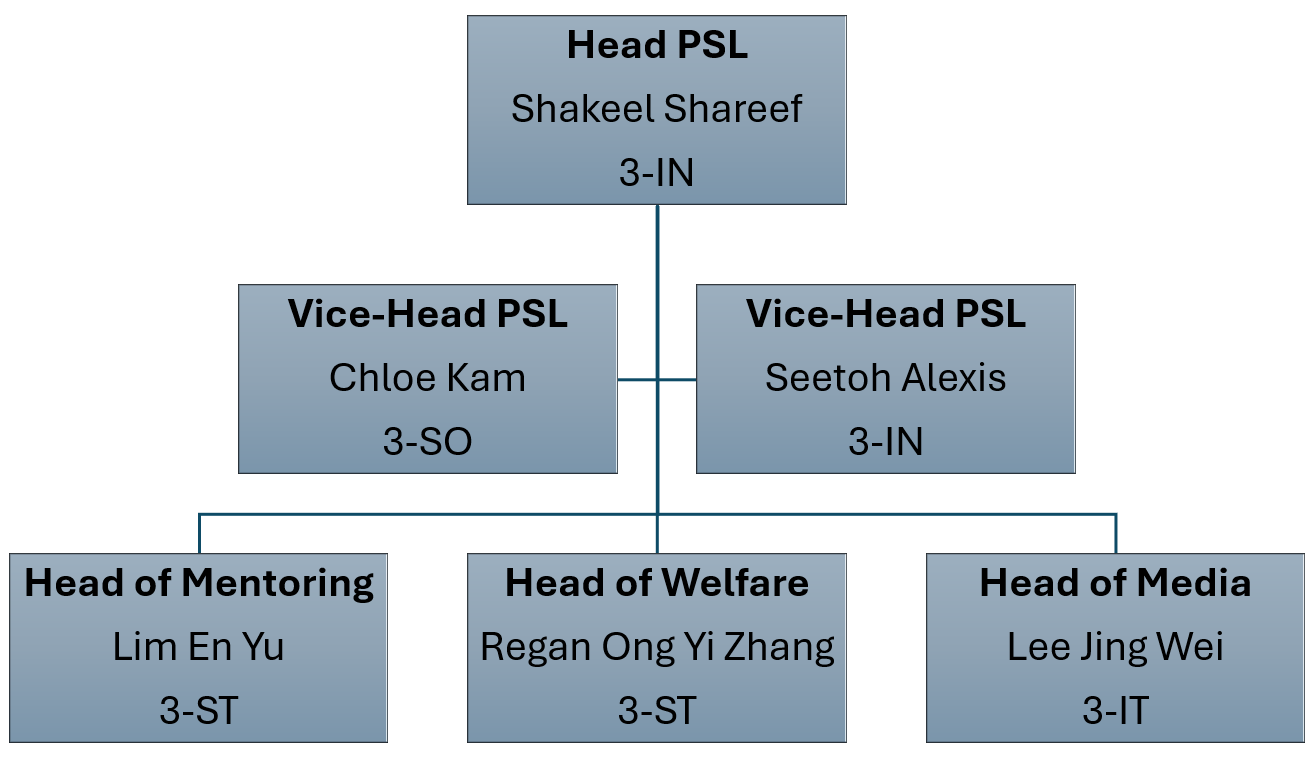 Head PSL
Shakeel Shareef
3-IN
Vice-Head PSL
Chloe Kam
3-SO
Vice-Head PSL
Seetoh Alexis
3-IN
Head of Mentoring
Lim En Yu
3-ST
Head of Welfare
Regan Ong Yi Zhang
3-ST
Head of Media
Lee Jing Wei
3-IT